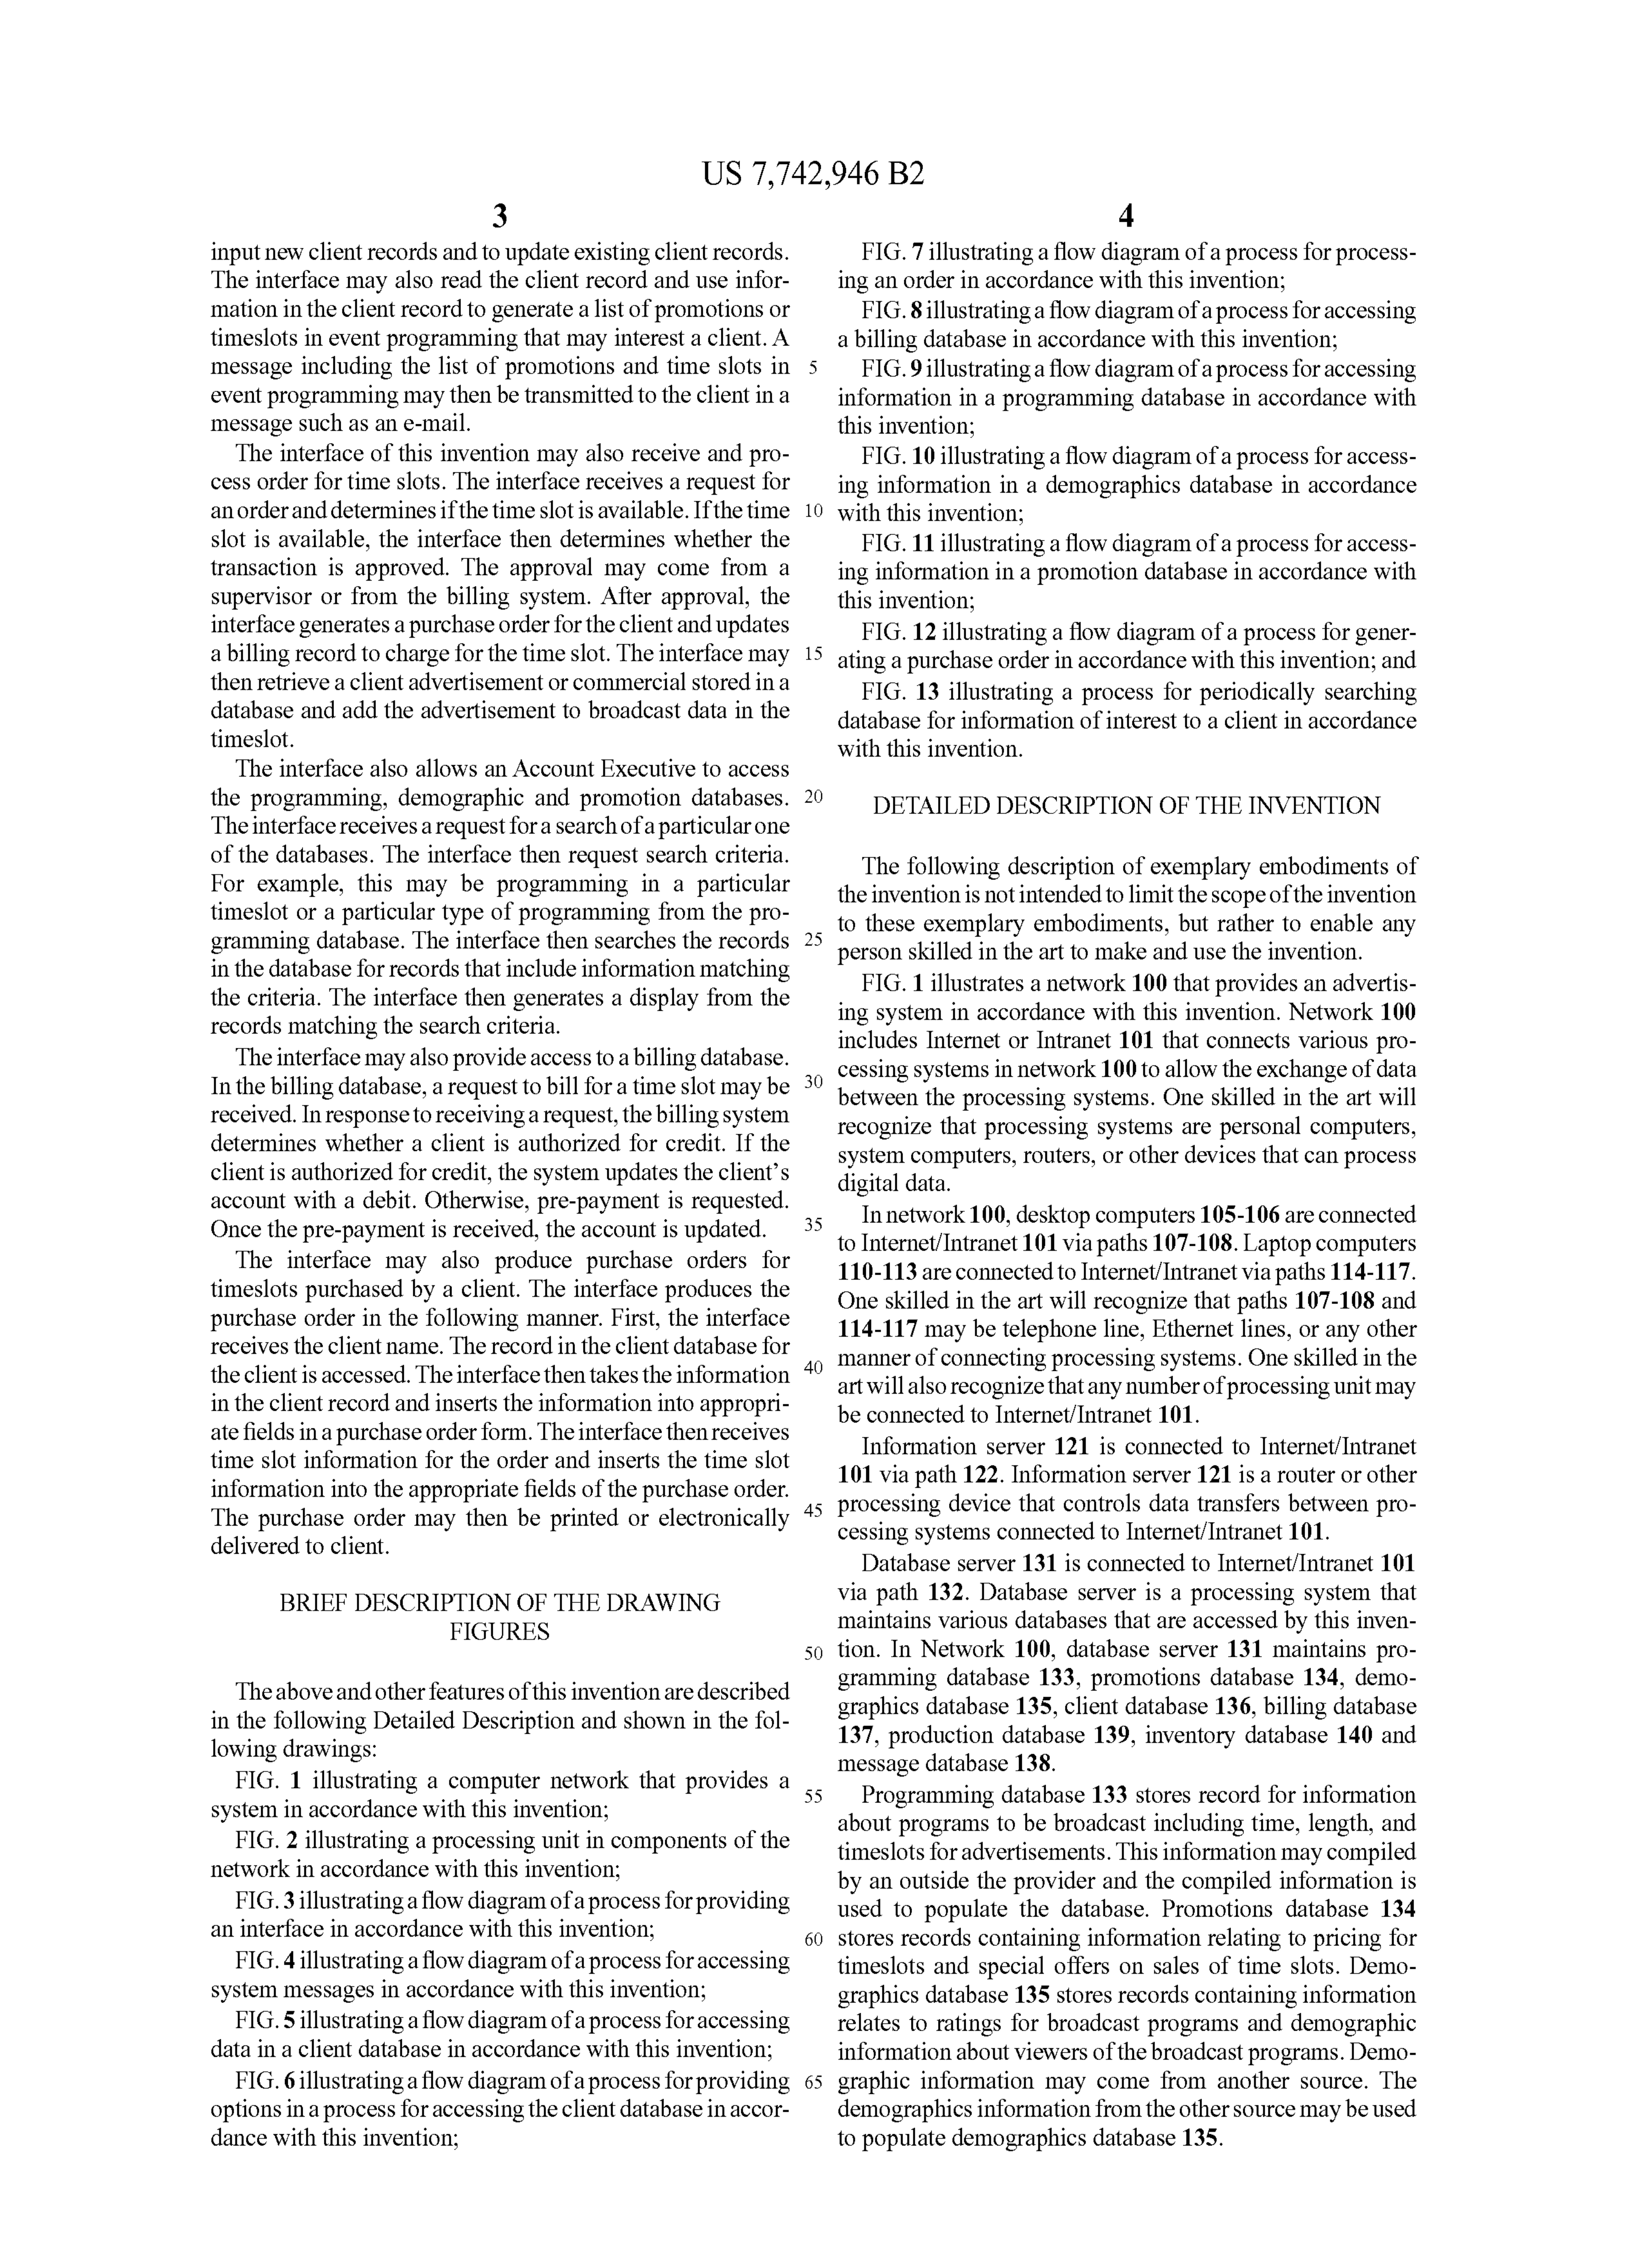 US 7,742,946 B2
3
input new client records and to update existing client records.
The interface may also read the client record and use infor-
mation in the client record to generate a list of promotions or
timeslots in event programming that may interest a client. A
message including the list of promotions and time slots in
event programming may then be transmitted to the client in a
message such as an e-mail.
The interface of this invention may also receive and pro-
cess order for time slots. The interface receives a request for
an order and determines if the time slot is available. If the time
slot is available, the interface then determines whether the
transaction is approved. The approval may come from a
supervisor or from the billing system. After approval, the
interface generates a purchase order for the client and updates
a billing record to charge for the time slot. The interface may
then retrieve a client advertisement or commercial stored in a
database and add the advertisement to broadcast data in the
timeslot.
The interface also allows an Account Executive to access
the programming, demographic and promotion databases.
The interface receives a request for a search of a particular one
of the databases. The interface then request search criteria.
For example, this may be programming in a particular
timeslot or a particular type of programming from the pro-
gramming database. The interface then searches the records
in the database for records that include information matching
the criteria. The interface then generates a display from the
records matching the search criteria.
The interface may also provide access to a billing database.
In the billing database, a request to bill for a time slot may be
received. In response to receiving a request, the billing system
determines whether a client is authorized for credit. If the
client is authorized for credit, the system updates the client's
account with a debit. Otherwise, pre-payment is requested.
Once the pre-payment is received, the account is updated.
The interface may also produce purchase orders for
timeslots purchased by a client. The interface produces the
purchase order in the following manner. First, the interface
receives the client name. The record in the client database for
the client is accessed. The interface then takes the information
in the client record and inserts the information into appropri-
ate fields in a purchase order form. The interface then receives
time slot information for the order and inserts the time slot
information into the appropriate fields of the purchase order.
The purchase order may then be printed or electronically
delivered to client.
BRIEF DESCRIPTION OF THE DRAWING
FIGURES
The above and other features of this invention are described
in the following Detailed Description and shown in the fol-
lowing drawings:
FIG. 1 illustrating a computer network that provides a
system in accordance with this invention;
FIG. 2 illustrating a processing unit in components of the
network in accordance with this invention;
FIG. 3 illustrating a flow diagram of a process for providing
an interface in accordance with this invention;
FIG. 4 illustrating a flow diagram of a process for accessing
system messages in accordance with this invention;
FIG. 5 illustrating a flow diagram of a process for accessing
data in a client database in accordance with this invention;
FIG. 6 illustrating a flow diagram of a process for providing
options in a process for accessing the client database in accor-
dance with this invention;
5
10
15
20
25
30
35
40
45
50
55
60
65
4
FIG. 7 illustrating a flow diagram of a process for process-
ing an order in accordance with this invention;
FIG. 8 illustrating a flow diagram of a process for accessing
a billing database in accordance with this invention;
FIG. 9 illustrating a flow diagram of a process for accessing
information in a programming database in accordance with
this invention;
FIG. 10 illustrating a flow diagram of a process for access-
ing information in a demographics database in accordance
with this invention;
FIG. 11 illustrating a flow diagram of a process for access-
ing information in a promotion database in accordance with
this invention;
FIG. 12 illustrating a flow diagram of a process for gener-
ating a purchase order in accordance with this invention; and
FIG. 13 illustrating a process for periodically searching
database for information of interest to a client in accordance
with this invention.
DETAILED DESCRIPTION OF THE INVENTION
The following description of exemplary embodiments of
the invention is not intended to limit the scope of the invention
to these exemplary embodiments, but rather to enable any
person skilled in the art to make and use the invention.
FIG. 1 illustrates a network 100 that provides an advertis-
ing system in accordance with this invention. Network 100
includes Internet or Intranet 101 that connects various pro-
cessing systems in network 100 to allow the exchange of data
between the processing systems. One skilled in the art will
recognize that processing systems are personal computers,
system computers, routers, or other devices that can process
digital data.
In network 100, desktop computers 105-106 are connected
to Internet/Intranet 101 via paths 107-108. Laptop computers
110-113 are connected to Internet/Intranet via paths 114-117.
One skilled in the art will recognize that paths 107-108 and
114-117 may be telephone line, Ethernet lines, or any other
manner of connecting processing systems. One skilled in the
art will also recognize that any number of processing unit may
be connected to Internet/Intranet 101.
Information server 121 is connected to Internet/Intranet
101 via path 122. Information server 121 is a router or other
processing device that controls data transfers between pro-
cessing systems connected to Internet/Intranet 101.
Database server 131 is connected to Internet/Intranet 101
via path 132. Database server is a processing system that
maintains various databases that are accessed by this inven-
tion. In Network 100, database server 131 maintains pro-
gramming database 133, promotions database 134, demo-
graphics database 135, client database 136, billing database
137, production database 139, inventory database 140 and
message database 138.
Programming database 133 stores record for information
about programs to be broadcast including time, length, and
timeslots for advertisements. This information may compiled
by an outside the provider and the compiled information is
used to populate the database. Promotions database 134
stores records containing information relating to pricing for
timeslots and special offers on sales of time slots. Demo-
graphics database 135 stores records containing information
relates to ratings for broadcast programs and demographic
information about viewers of the broadcast programs. Demo-
graphic information may come from another source. The
demographics information from the other source may be used
to populate demographics database 135.